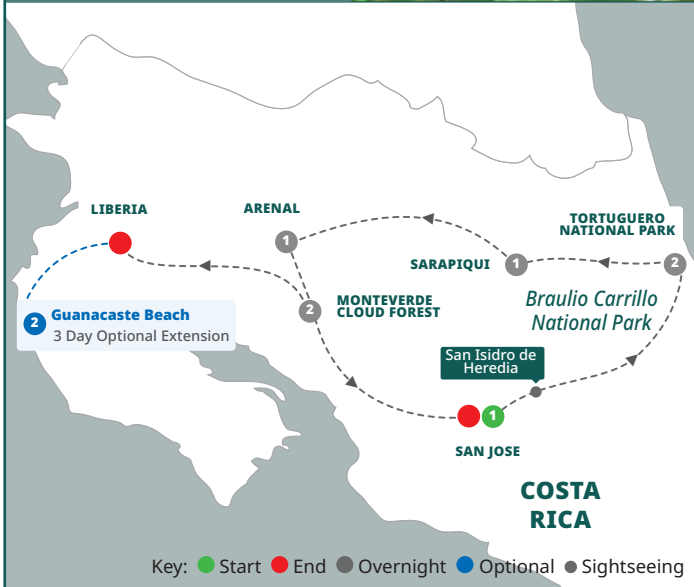 LIBERIA
ARENAL
1
TORTUGUERO
NATIONAL PARK
2
SARAPIQUI
1
2
MONTEVERDE
CLOUD FOREST
Braulio Carrillo
National Park
2
Guanacaste Beach
3 Day Optional Extension
San Isidro de
Heredia
1
SAN JOSE
COSTA
RICA
Key: Start End Overnight Optional Sightseeing